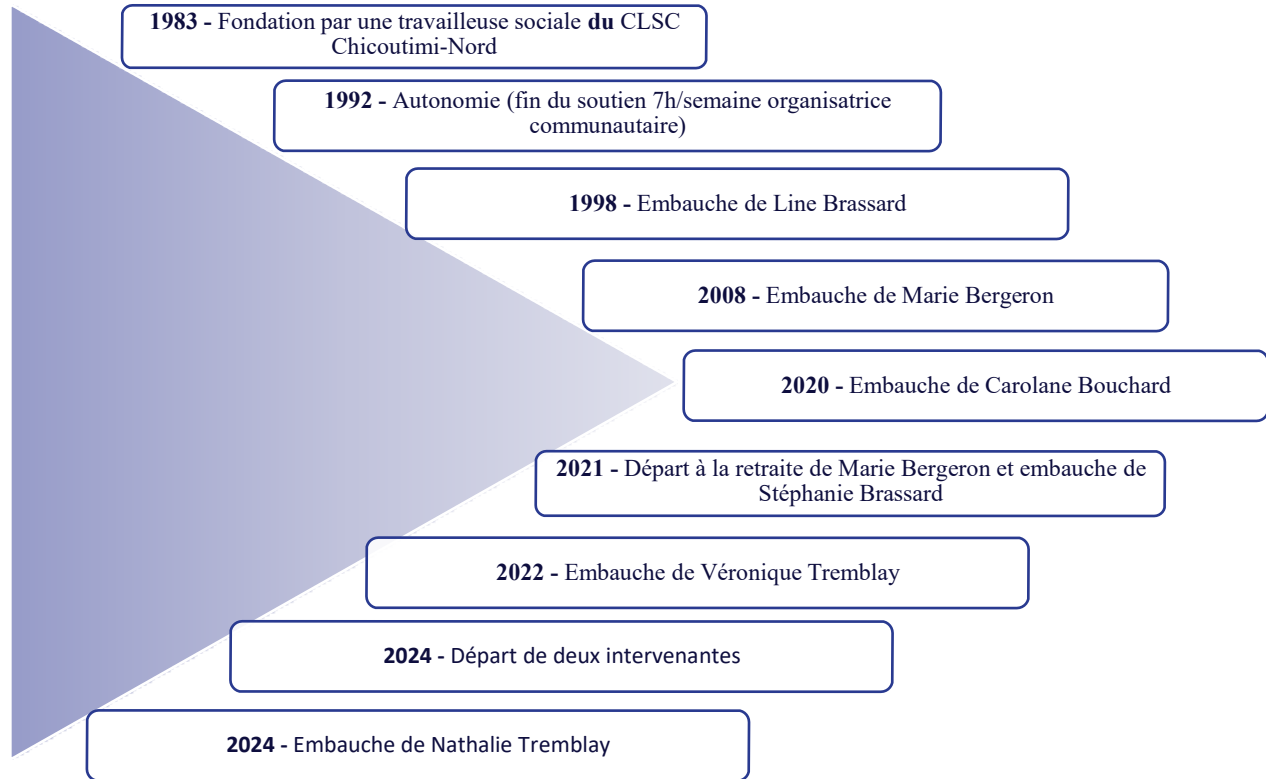 1983 - Fondation par une travailleuse sociale du CLSC
Chicoutimi-Nord
1992 - Autonomie (fin du soutien 7h/semaine organisatrice
communautaire)
1998 - Embauche de Line Brassard
2008 - Embauche de Marie Bergeron
2020 - Embauche de Carolane Bouchard
2021 - Départ à la retraite de Marie Bergeron et embauche de
Stéphanie Brassard
2022 - Embauche de Véronique Tremblay
2024 - Départ de deux intervenantes
2024 - Embauche de Nathalie Tremblay